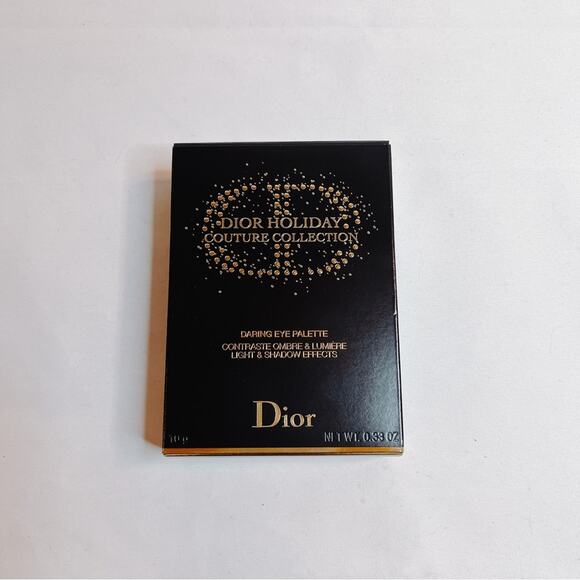 DIOR HOLIDAY
COUTURE COLLECTION
DARING EYE PALETTE
CONTRASTE OMBRE & LUMIÈRE
LIGHT & SHADOW EFFECTS
Dior
10 g NET WT. 0.33 OZ